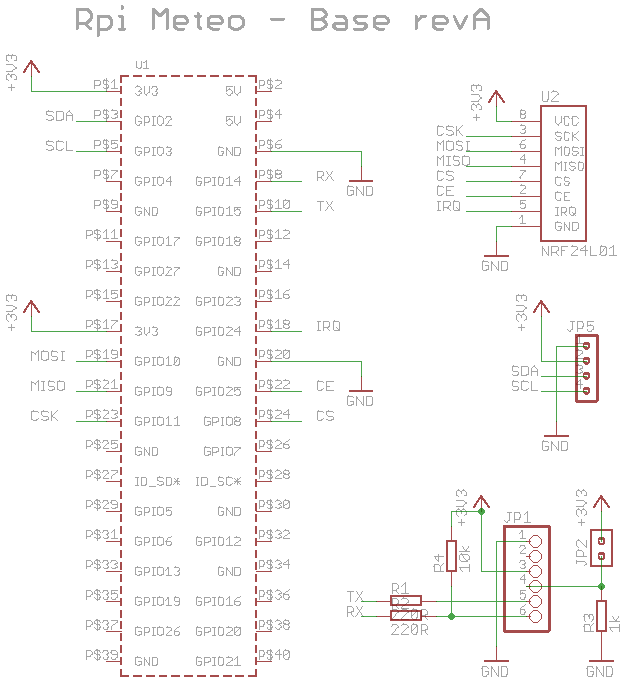 Rpi Meteo - Base revA
U1
+3V3
P$1 3V3 5V P$2
SDA P$3 GPIO2 5V P$4
SCL P$5 GPIO3 GND P$6
P$7 GPIO4 GPIO14 P$8 RX
GND
P$9 GND GPIO15 P$10 TX
P$11 GPIO17 GPIO18 P$12
P$13 GPIO27 GND P$14
P$15 GPIO22 GPIO23 P$16
+3V3
P$17 3V3 GPIO24 P$18 IRQ
MOSI P$19 GPIO10 GND P$20
MISO P$21 GPIO9 GPIO25 P$22 CE
GND
CSK P$23 GPIO11 GPIO8 P$24 CS
P$25 GND GPIO7 P$26
P$27 ID_SD* ID_SC* P$28
P$29 GPIO5 GND P$30
P$31 GPIO6 GPIO12 P$32
P$33 GPIO13 GND P$34
P$35 GPIO19 GPIO16 P$36
P$37 GPIO26 GPIO20 P$38
P$39 GND GPIO21 P$40
+3V3
U2
8 VCC
CSK 3 SCK
MOSI 6 MOSI
MISO 4 MISO
CS 7 CS
CE 2 CE
IRQ 5 IRQ
1 GND
GND
NRF24L01
+3V3
JP5
1
2
3
4
SDA
SCL
GND
+3V3
JP1
1
2
3
4
5
6
R4
10k
TX
R1
220R
RX
R2
220R
GND
+3V3
JP2
R3
1k
GND